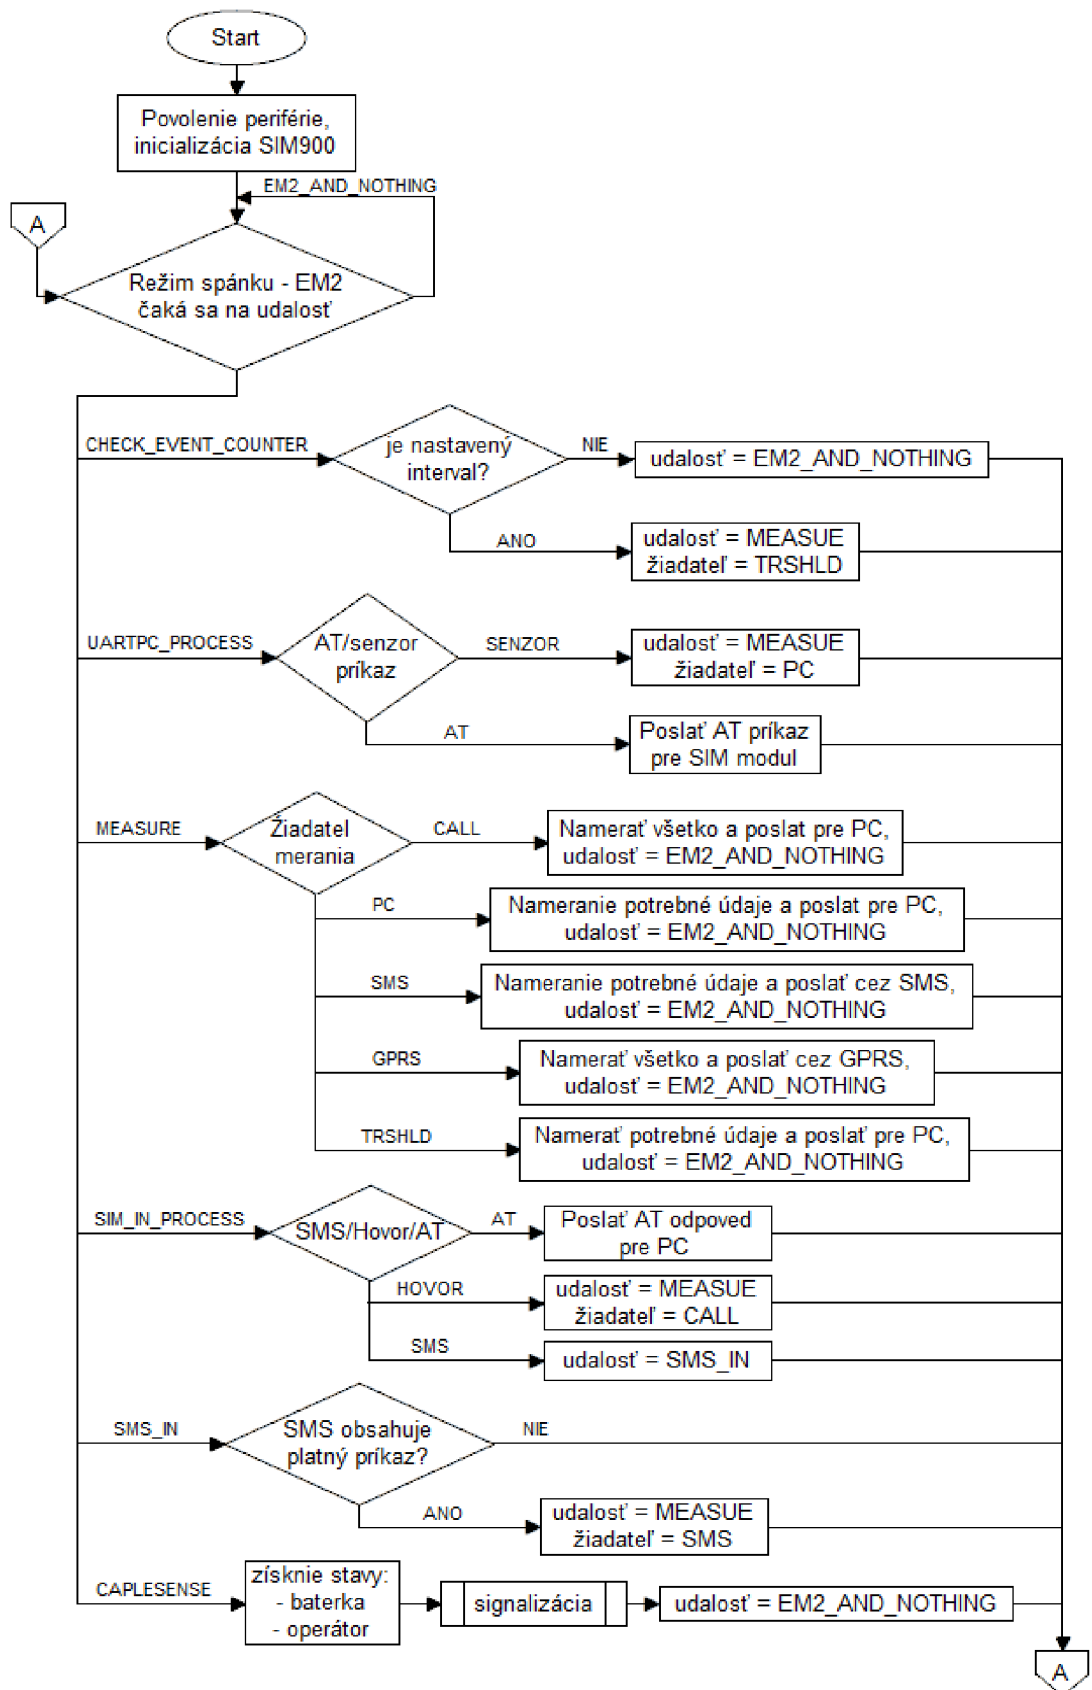 Start
Povolenie periférie,
inicializácia SIM900
EM2_AND_NOTHING
A
Režim spánku - EM2
čaká sa na udalosť
CHECK_EVENT_COUNTER
je nastavený
interval?
NIE
udalosť = EM2_AND_NOTHING
ANO
udalosť = MEASUE
žiadateľ = TRSHLD
UARTPC_PROCESS
AT/senzor
príkaz
SENZOR
udalosť = MEASUE
žiadateľ = PC
AT
Poslať AT príkaz
pre SIM modul
MEASURE
Žiadatel
merania
CALL
Namerať všetko a poslat pre PC,
udalosť = EM2_AND_NOTHING
PC
Nameranie potrebné údaje a poslat pre PC,
udalosť = EM2_AND_NOTHING
SMS
Nameranie potrebné údaje a poslať cez SMS,
udalosť = EM2_AND_NOTHING
GPRS
Namerať všetko a poslať cez GPRS,
udalosť = EM2_AND_NOTHING
TRSHLD
Namerať potrebné údaje a poslať pre PC,
udalosť = EM2_AND_NOTHING
SIM_IN_PROCESS
SMS/Hovor/AT
AT
Poslať AT odpoved
pre PC
HOVOR
udalosť = MEASUE
žiadateľ = CALL
SMS
udalosť = SMS_IN
SMS_IN
SMS obsahuje
platný príkaz?
NIE
ANO
udalosť = MEASUE
žiadateľ = SMS
CAPLESENSE
získnie stavy:
- baterka
- operátor
signalizácia
udalosť = EM2_AND_NOTHING
A